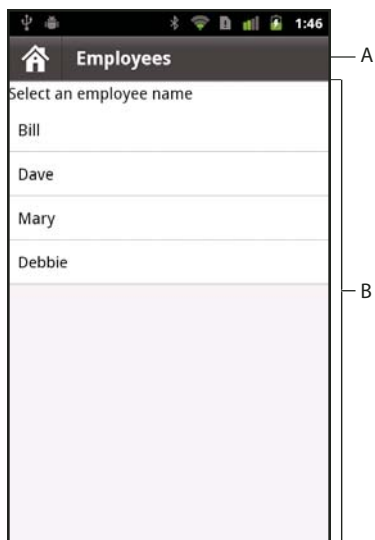 1:46
Employees
A
Select an employee name
Bill
Dave
Mary
Debbie
B